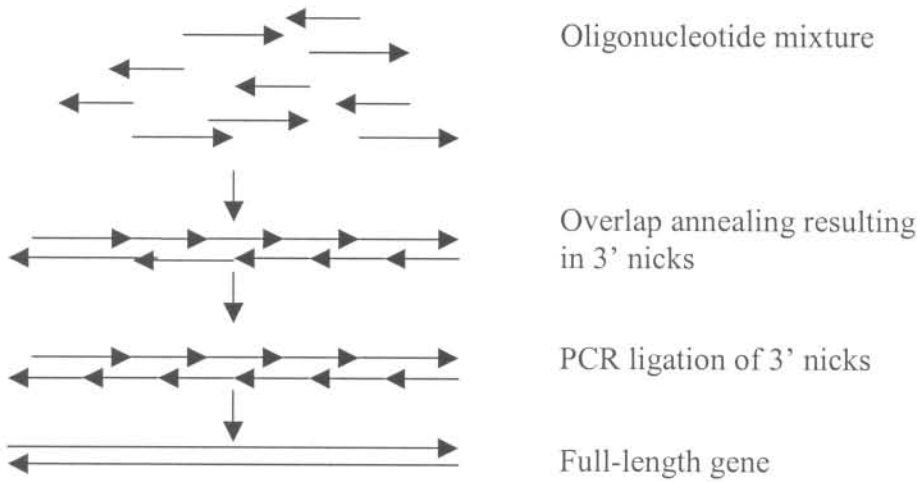 Oligonucleotide mixture
Overlap annealing resulting
in 3' nicks
PCR ligation of 3' nicks
Full-length gene